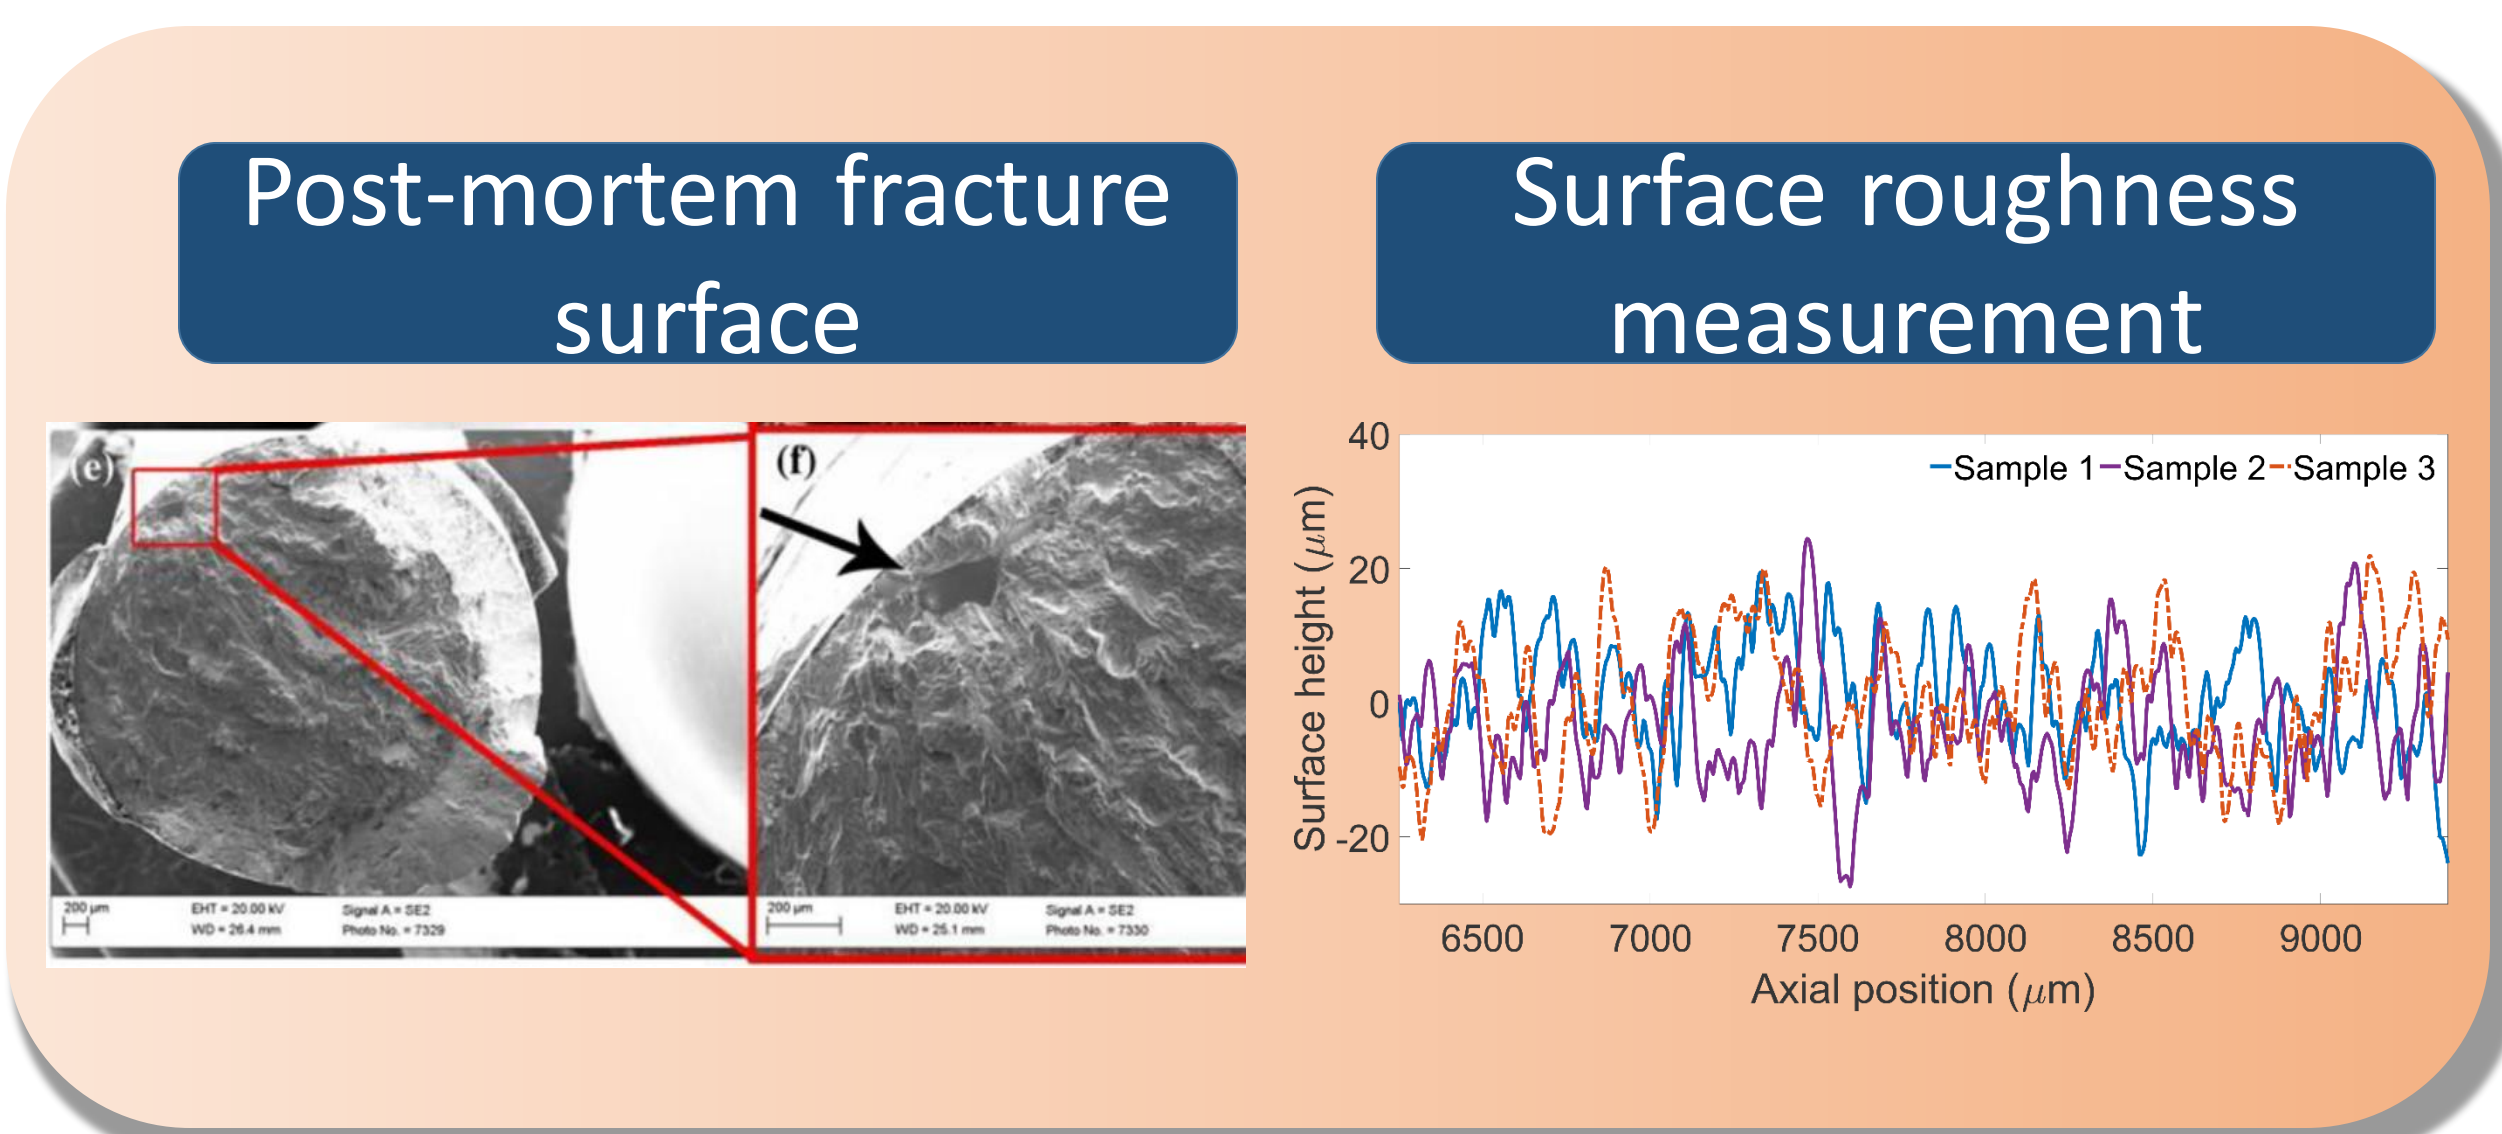 Post-mortem fracture
surface
Surface roughness
measurement
(e)
(f)
200 μm
EHT = 20.00 kV
Signal A = SE2
WD = 26.4 mm
Photo No. = 7329
200 μm
EHT = 20.00 kV
Signal A = SE2
WD = 25.1 mm
Photo No. = 7330
Sample 1 Sample 2 Sample 3
Surface height (μm)
40
20
0
-20
6500 7000 7500 8000 8500 9000
Axial position (μm)